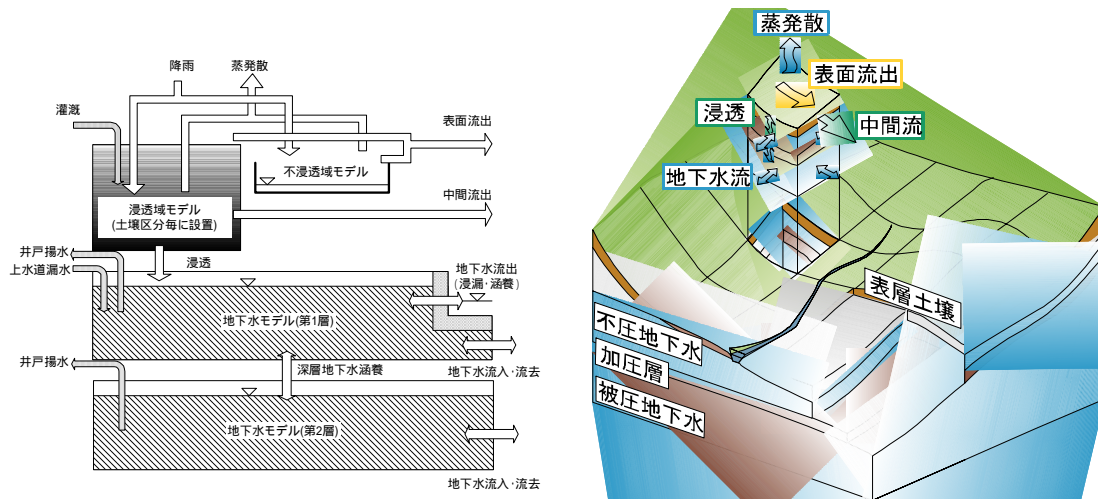 降雨
蒸発散
灌漑
表面流出
不浸透域モデル
中間流出
浸透域モデル
(土壌区分毎に設置)
井戸揚水
上水道漏水
浸透
地下水流出
(浸漏・涵養)
地下水モデル(第1層)
井戸揚水
深層地下水涵養
地下水流入・流去
地下水モデル(第2層)
地下水流入・流去
蒸発散
表面流出
浸透
中間流
地下水流
表層土壌
不圧地下水
加圧層
被圧地下水